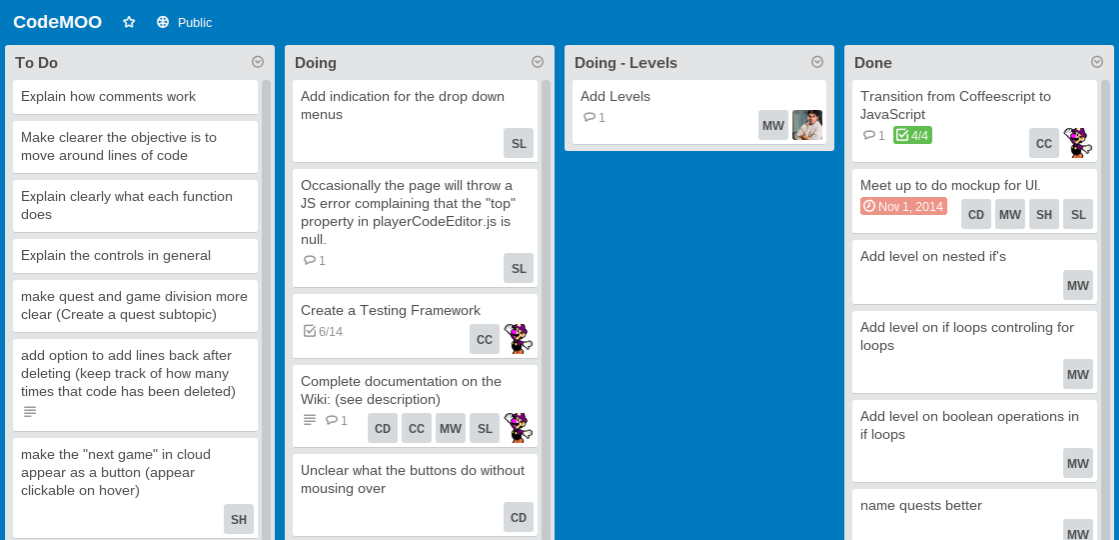 CodeMOO
Public
To Do
Explain how comments work
Make clearer the objective is to
move around lines of code
Explain clearly what each function
does
Explain the controls in general
make quest and game division more
clear (Create a quest subtopic)
add option to add lines back after
deleting (keep track of how many
times that code has been deleted)
make the "next game" in cloud
appear as a button (appear
clickable on hover)
SH
Doing
Add indication for the drop down
menus
SL
Occasionally the page will throw a
JS error complaining that the "top"
property in playerCodeEditor.js is
null.
1
SL
Create a Testing Framework
6/14
CC
Complete documentation on the
Wiki: (see description)
1 CD CC MW SL
Unclear what the buttons do without
mousing over
CD
Doing - Levels
Add Levels
1
MW
Done
Transition from Coffeescript to
JavaScript
1 4/4
CC
Meet up to do mockup for UI.
Nov 1, 2014 CD MW SH SL
Add level on nested if's
MW
Add level on if loops controling for
loops
MW
Add level on boolean operations in
if loops
MW
name quests better
MW